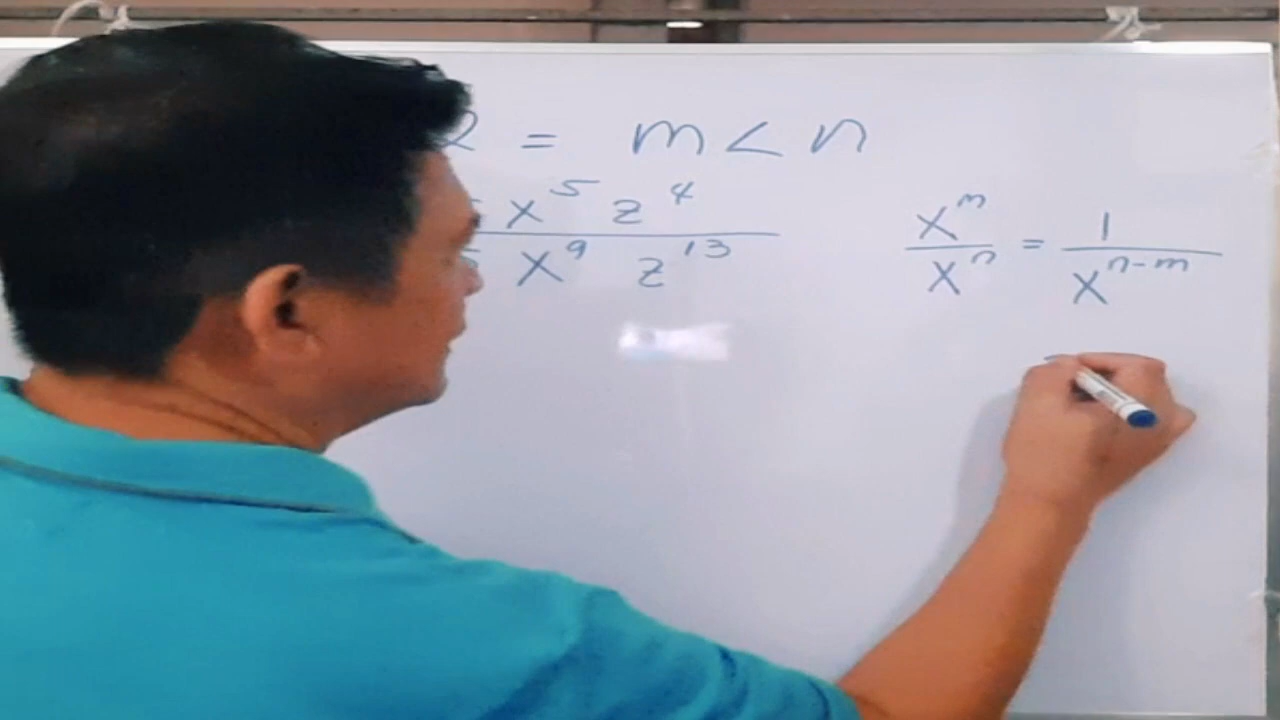 2 = m < n
x⁵ z⁴
x⁹ z¹³
xᵐ / xⁿ = 1 / xⁿ⁻ᵐ